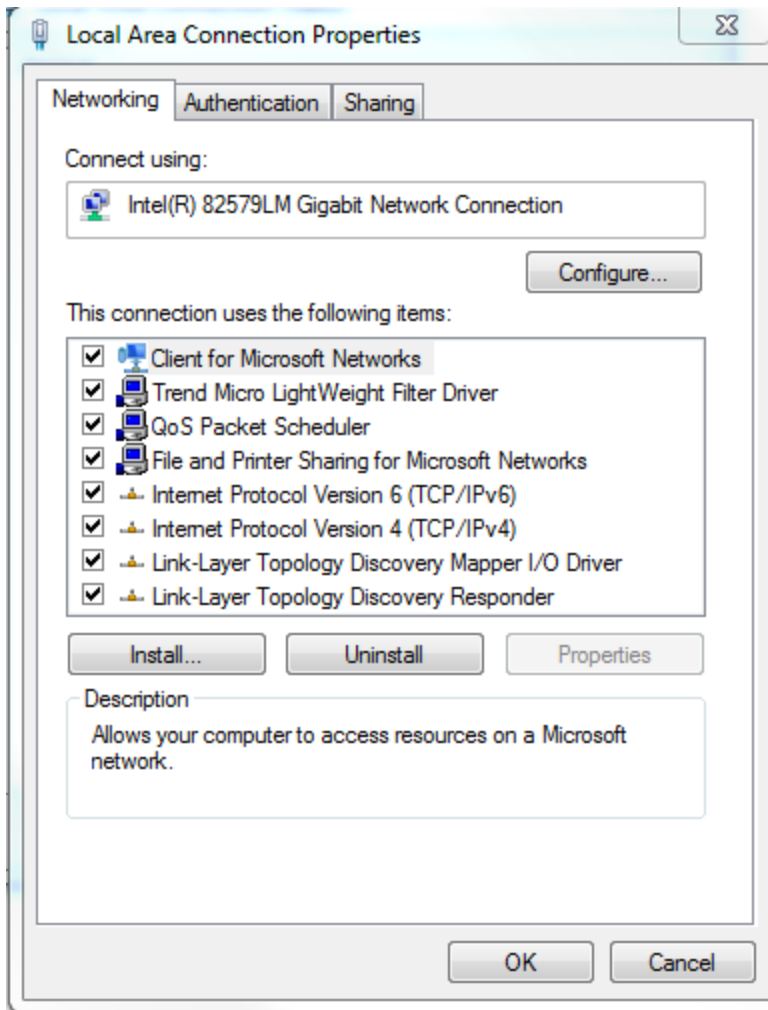 Local Area Connection Properties
Networking
Authentication
Sharing
Connect using:
Intel(R) 82579LM Gigabit Network Connection
Configure...
This connection uses the following items:
Client for Microsoft Networks
Trend Micro LightWeight Filter Driver
QoS Packet Scheduler
File and Printer Sharing for Microsoft Networks
Internet Protocol Version 6 (TCP/IPv6)
Internet Protocol Version 4 (TCP/IPv4)
Link-Layer Topology Discovery Mapper I/O Driver
Link-Layer Topology Discovery Responder
Install...
Uninstall
Properties
Description
Allows your computer to access resources on a Microsoft
network.
OK
Cancel